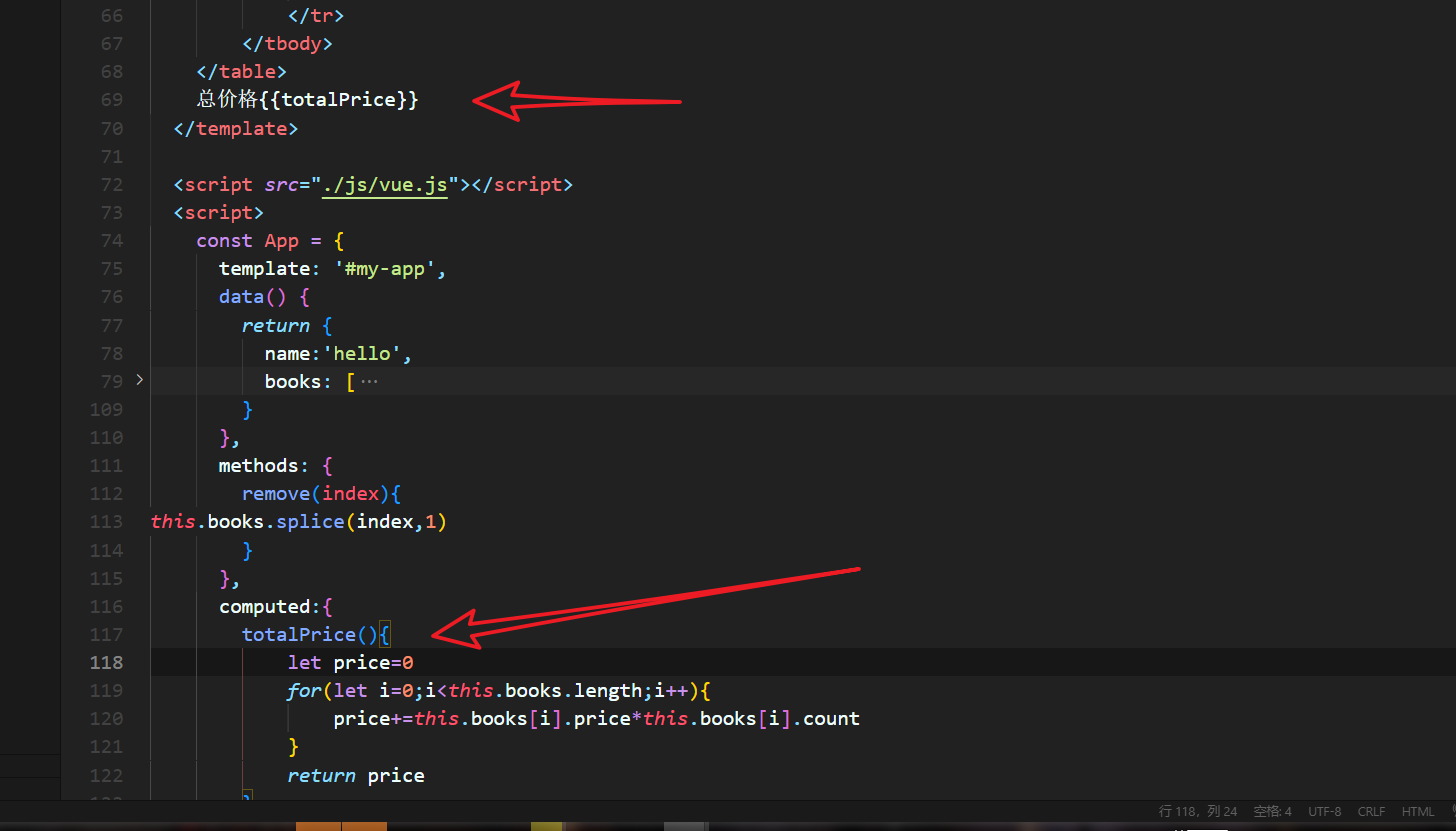 66 </tr>
67 </tbody>
68 </table>
69 总价格{{totalPrice}}
70 </template>
71
72 <script src="./js/vue.js"></script>
73 <script>
74 const App = {
75 template: '#my-app',
76 data() {
77 return {
78 name:'hello',
79 books: [ ···
109 }
110 },
111 methods: {
112 remove(index){
113 this.books.splice(index,1)
114 }
115 },
116 computed:{
117 totalPrice(){
118 let price=0
119 for(let i=0;i<this.books.length;i++){
120 price+=this.books[i].price*this.books[i].count
121 }
122 return price
行 118，列 24 空格: 4 UTF-8 CRLF HTML